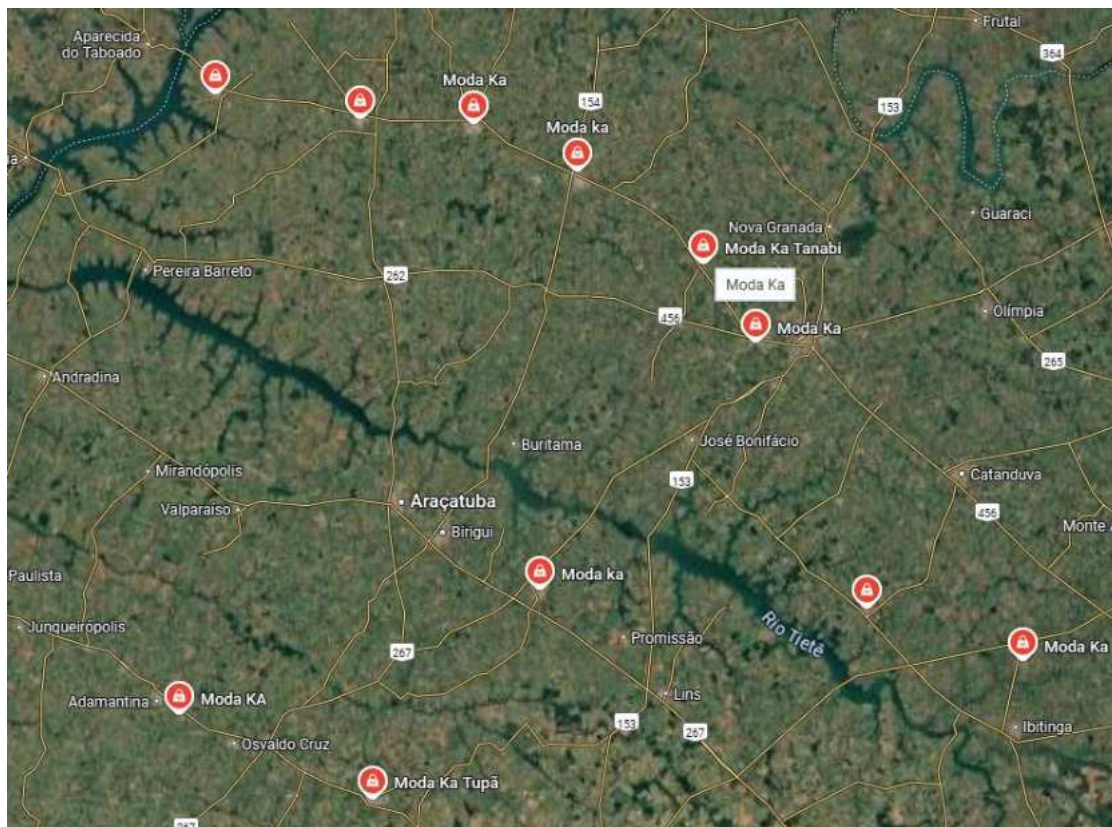 Frutal
Aparecida
do Taboado
364
Moda Ka
154
153
Moda ka
ia
Guaraci
Nova Granada
Moda Ka Tanabi
Pereira Barreto
262
Moda Ka
456
Moda Ka
Olímpia
265
Andradina
José Bonifácio
Buritama
Mirandópolis
153
Catanduva
Araçatuba
Valparaíso
456
Birigui
Monte A
Moda ka
Paulista
Rio Tietê
Junqueirópolis
Promissão
Moda Ka
267
Lins
Adamantina
Moda KA
153
267
Ibitinga
Osvaldo Cruz
Moda Ka Tupã
267